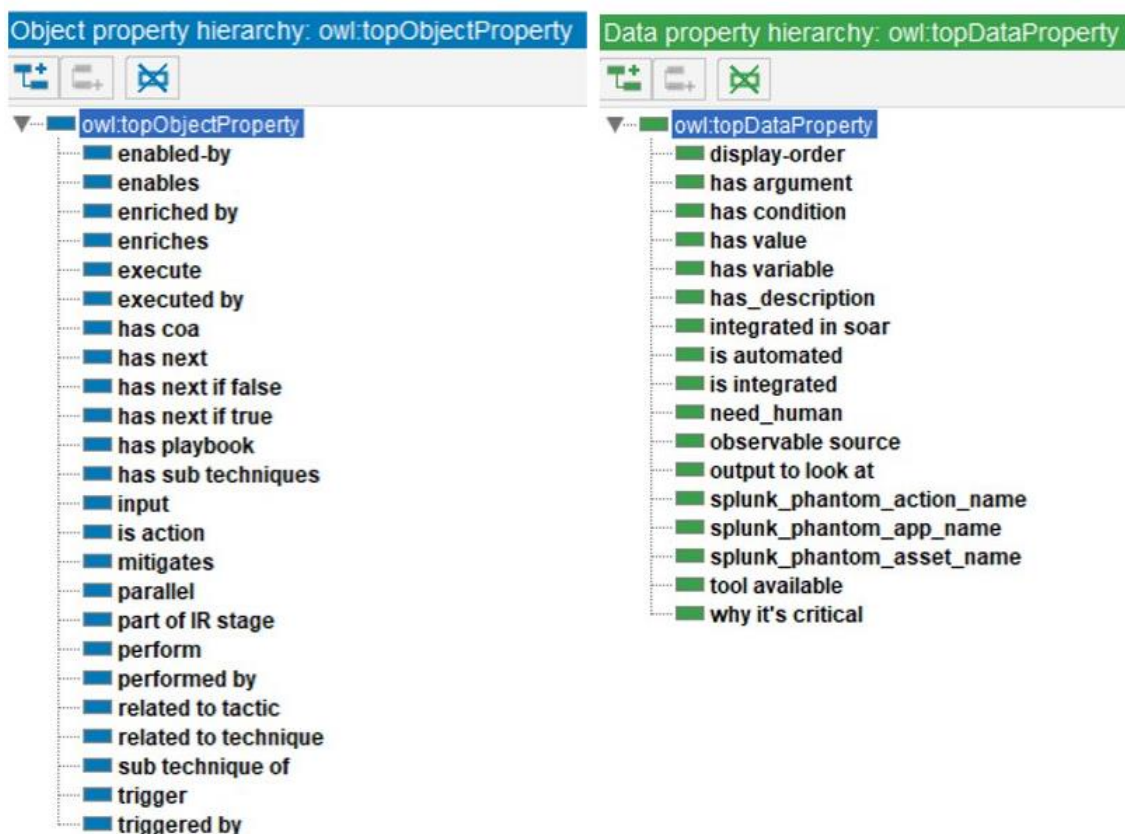 Object property hierarchy: owl:topObjectProperty
owl:topObjectProperty
enabled-by
enables
enriched by
enriches
execute
executed by
has coa
has next
has next if false
has next if true
has playbook
has sub techniques
input
is action
mitigates
parallel
part of IR stage
perform
performed by
related to tactic
related to technique
sub technique of
trigger
triggered by
Data property hierarchy: owl:topDataProperty
owl:topDataProperty
display-order
has argument
has condition
has value
has variable
has_description
integrated in soar
is automated
is integrated
need_human
observable source
output to look at
splunk_phantom_action_name
splunk_phantom_app_name
splunk_phantom_asset_name
tool available
why it's critical